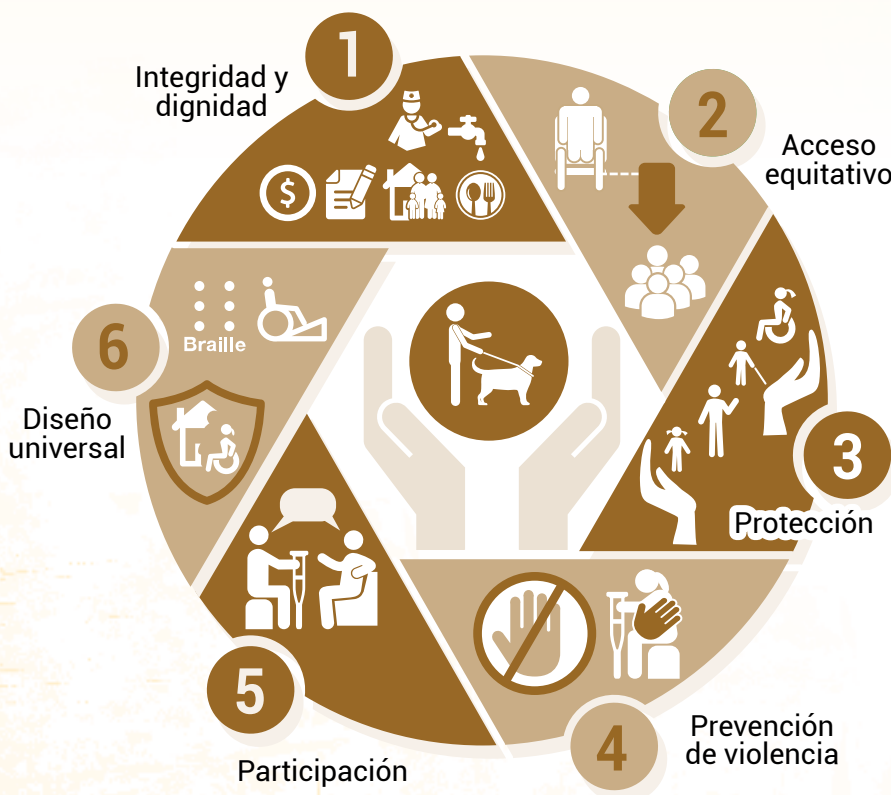 1
Integridad y
dignidad
$
2
Acceso
equitativo
3
Protección
4
Prevención
de violencia
5
Participación
6
Braille
Diseño
universal